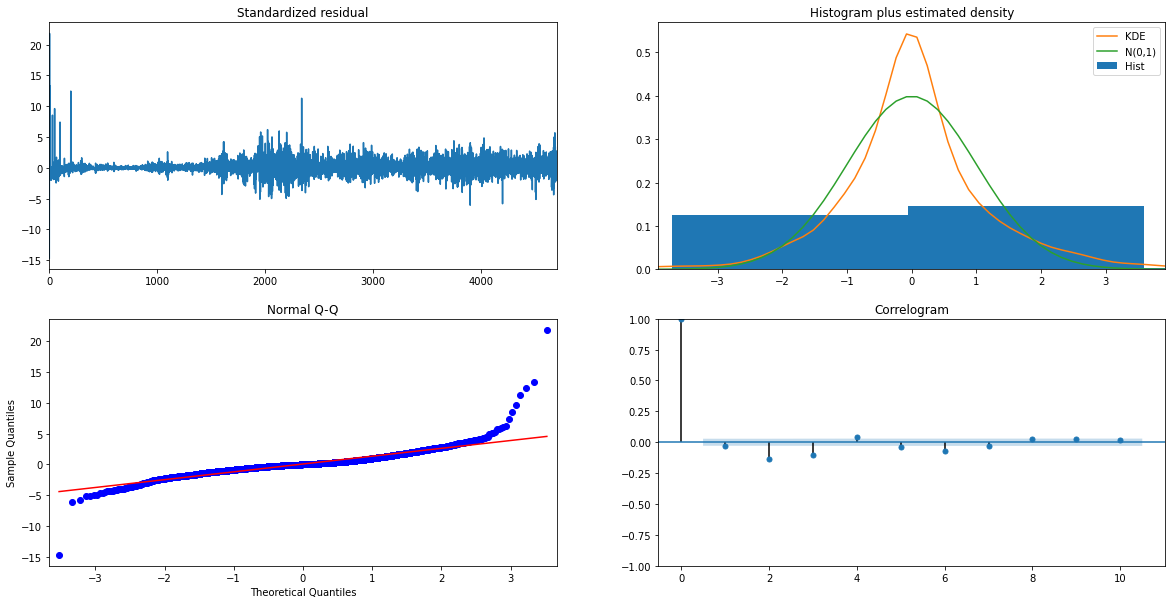 Standardized residual
20
15
10
5
0
−5
−10
−15
0 1000 2000 3000 4000
Histogram plus estimated density
KDE
N(0,1)
Hist
0.5
0.4
0.3
0.2
0.1
0.0
−3 −2 −1 0 1 2 3
Normal Q-Q
Sample Quantiles
20
15
10
5
0
−5
−10
−15
−3 −2 −1 0 1 2 3
Theoretical Quantiles
Correlogram
1.00
0.75
0.50
0.25
0.00
−0.25
−0.50
−0.75
−1.00
0 2 4 6 8 10